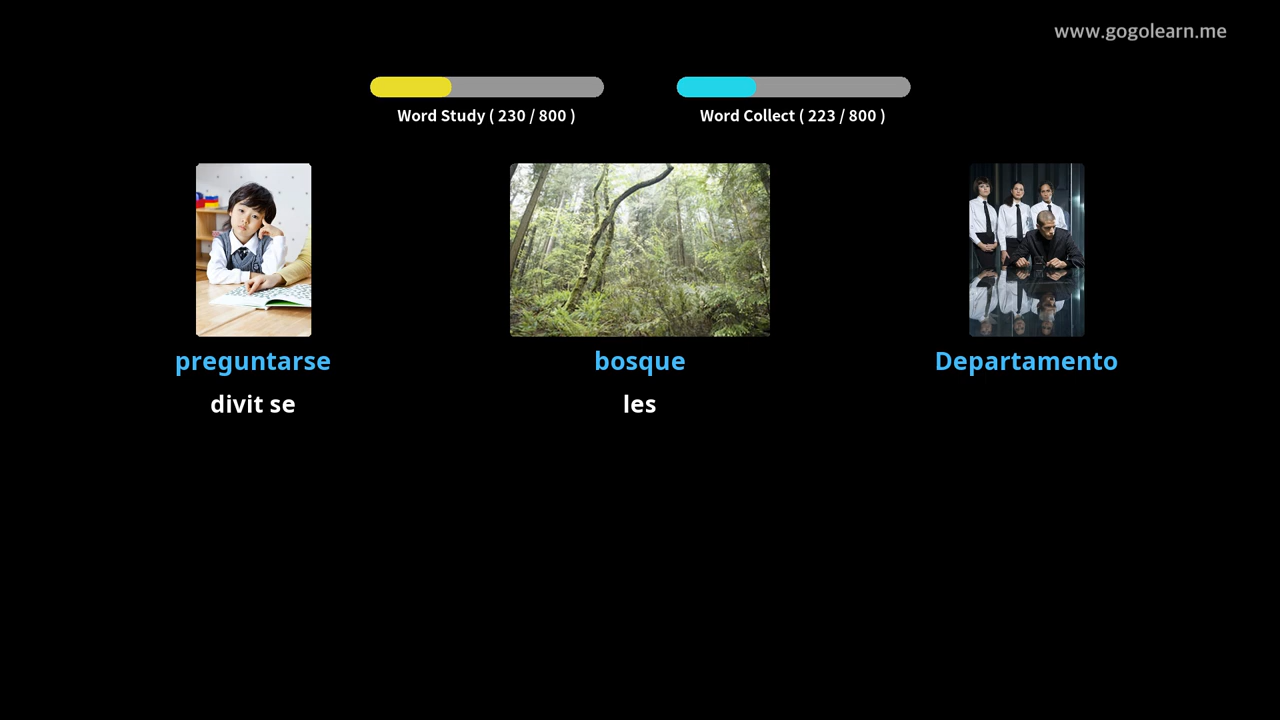 www.gogolearn.me
Word Study ( 230 / 800 )
Word Collect ( 223 / 800 )
preguntarse
bosque
Departamento
divit se
les